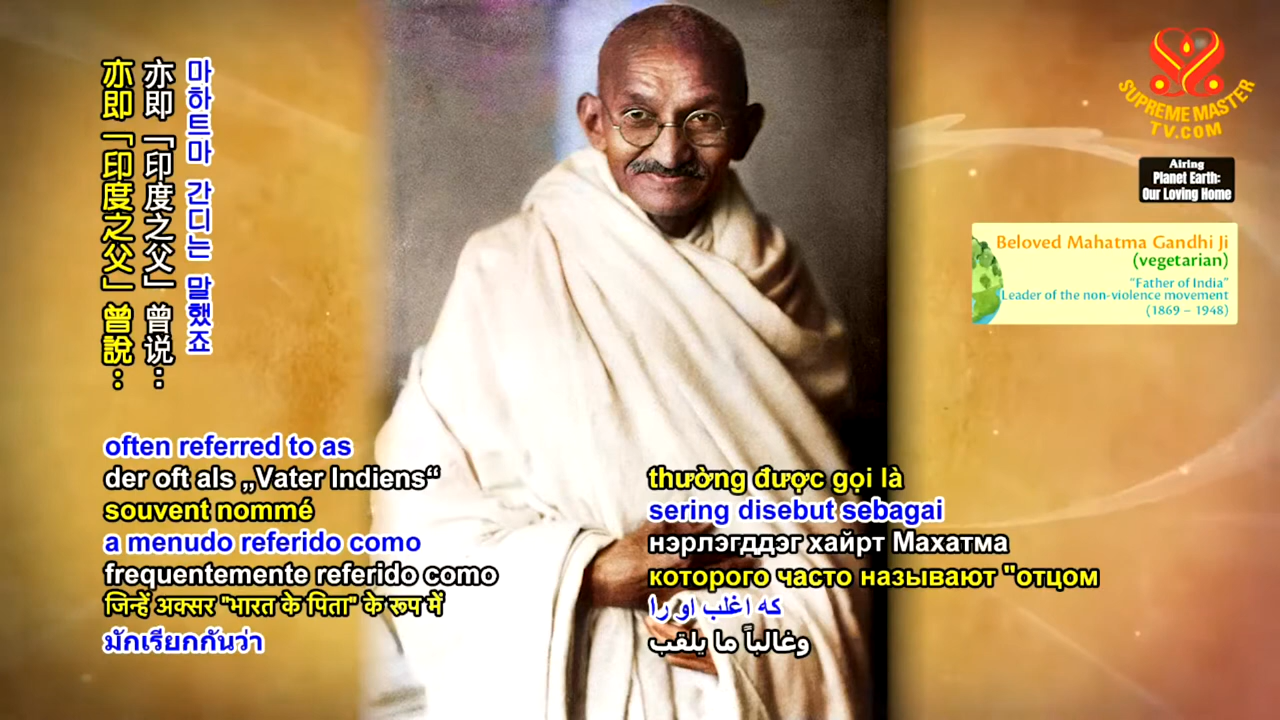 亦即「印度之父」曾說：
亦即「印度之父」曾说：
마하트마 간디는 말했죠
SUPREME MASTER
TV.COM
Airing
Planet Earth:
Our Loving Home
Beloved Mahatma Gandhi Ji
(vegetarian)
"Father of India"
Leader of the non-violence movement
(1869 – 1948)
often referred to as
der oft als „Vater Indiens“
souvent nommé
a menudo referido como
frequentemente referido como
जिन्हें अक्सर "भारत के पिता" के रूप में
มักเรียกกันว่า
thường được gọi là
sering disebut sebagai
нэрлэгддэг хайрт Махатма
которого часто называют "отцом
که اغلب او را
وغالباً ما يلقب